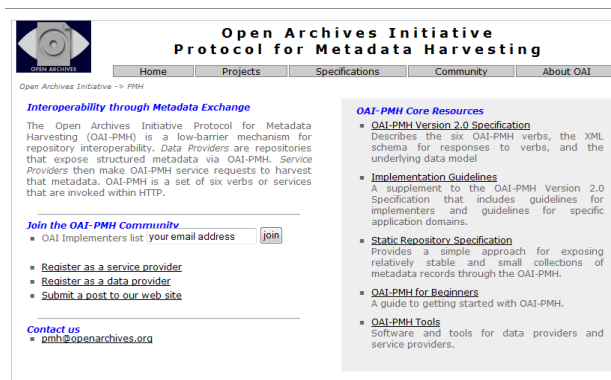 Open Archives Initiative
Protocol for Metadata Harvesting
OPEN ARCHIVES
Home
Projects
Specifications
Community
About OAI
Open Archives Initiative -> PMH
Interoperability through Metadata Exchange
The Open Archives Initiative Protocol for Metadata
Harvesting (OAI-PMH) is a low-barrier mechanism for
repository interoperability. Data Providers are repositories
that expose structured metadata via OAI-PMH. Service
Providers then make OAI-PMH service requests to harvest
that metadata. OAI-PMH is a set of six verbs or services
that are invoked within HTTP.
Join the OAI-PMH Community
OAI Implementers list your email address join
Register as a service provider
Register as a data provider
Submit a post to our web site
Contact us
pmh@openarchives.org
OAI-PMH Core Resources
OAI-PMH Version 2.0 Specification
Describes the six OAI-PMH verbs, the XML
schema for responses to verbs, and the
underlying data model
Implementation Guidelines
A supplement to the OAI-PMH Version 2.0
Specification that includes guidelines for
implementers and guidelines for specific
application domains.
Static Repository Specification
Provides a simple approach for exposing
relatively stable and small collections of
metadata records through the OAI-PMH.
OAI-PMH for Beginners
A guide to getting started with OAI-PMH.
OAI-PMH Tools
Software and tools for data providers and
service providers.